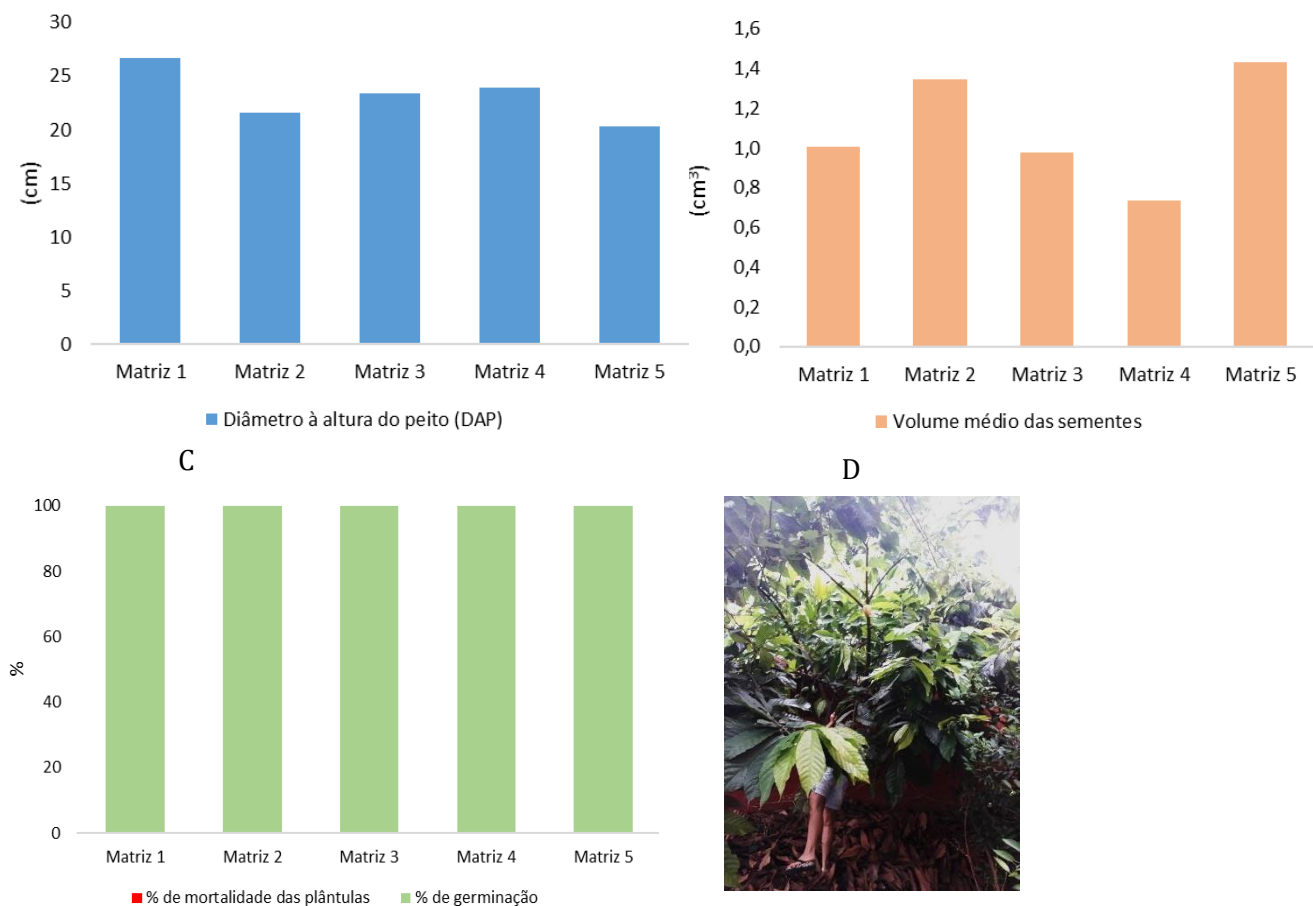 30
25
20
15
10
5
0
(cm)
Matriz 1 Matriz 2 Matriz 3 Matriz 4 Matriz 5
Diâmetro à altura do peito (DAP)
1,6
1,4
1,2
1,0
0,8
0,6
0,4
0,2
0,0
(cm³)
Matriz 1 Matriz 2 Matriz 3 Matriz 4 Matriz 5
Volume médio das sementes
C
100
80
60
40
20
0
%
Matriz 1 Matriz 2 Matriz 3 Matriz 4 Matriz 5
% de mortalidade das plântulas % de germinação
D